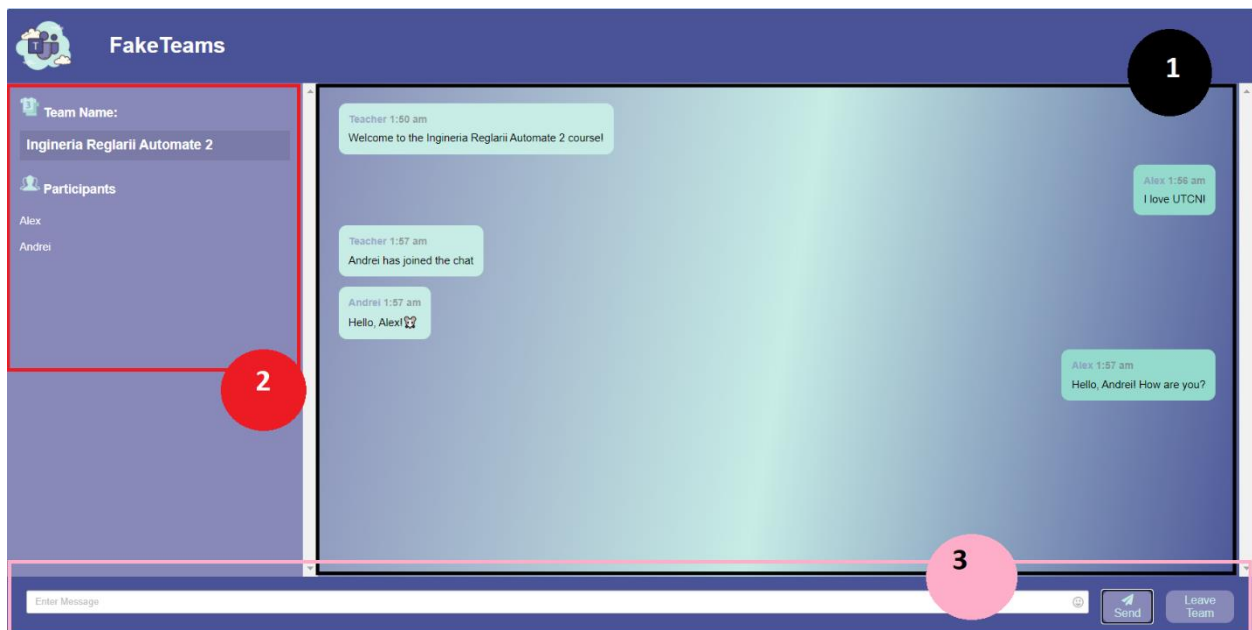 FakeTeams
1
Team Name:
Ingineria Reglarii Automate 2
Participants
Alex
Andrei
2
Teacher 1:50 am
Welcome to the Ingineria Reglarii Automate 2 course!
Alex 1:56 am
I love UTCN!
Teacher 1:57 am
Andrei has joined the chat
Andrei 1:57 am
Hello, Alex!🐭
Alex 1:57 am
Hello, Andrei! How are you?
3
Enter Message
Send
Leave
Team